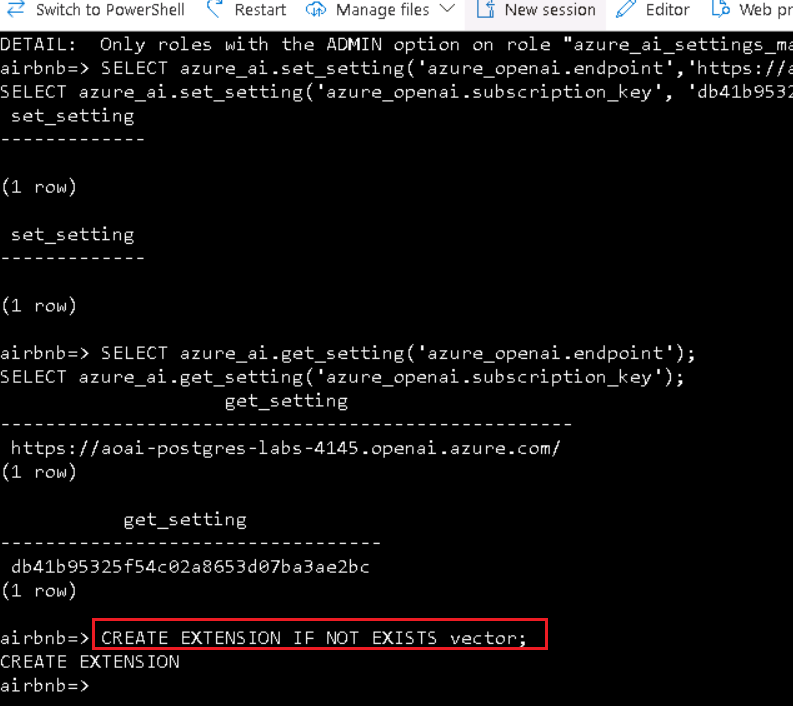 Switch to PowerShell Restart Manage files New session Editor Web pr
DETAIL: Only roles with the ADMIN option on role "azure_ai_settings_ma
airbnb=> SELECT azure_ai.set_setting('azure_openai.endpoint','https://a
SELECT azure_ai.set_setting('azure_openai.subscription_key', 'db41b9532
set_setting
-------------
(1 row)
set_setting
-------------
(1 row)
airbnb=> SELECT azure_ai.get_setting('azure_openai.endpoint');
SELECT azure_ai.get_setting('azure_openai.subscription_key');
get_setting
---------------------------------------------------
https://aoai-postgres-labs-4145.openai.azure.com/
(1 row)
get_setting
----------------------------------
db41b95325f54c02a8653d07ba3ae2bc
(1 row)
airbnb=> CREATE EXTENSION IF NOT EXISTS vector;
CREATE EXTENSION
airbnb=>